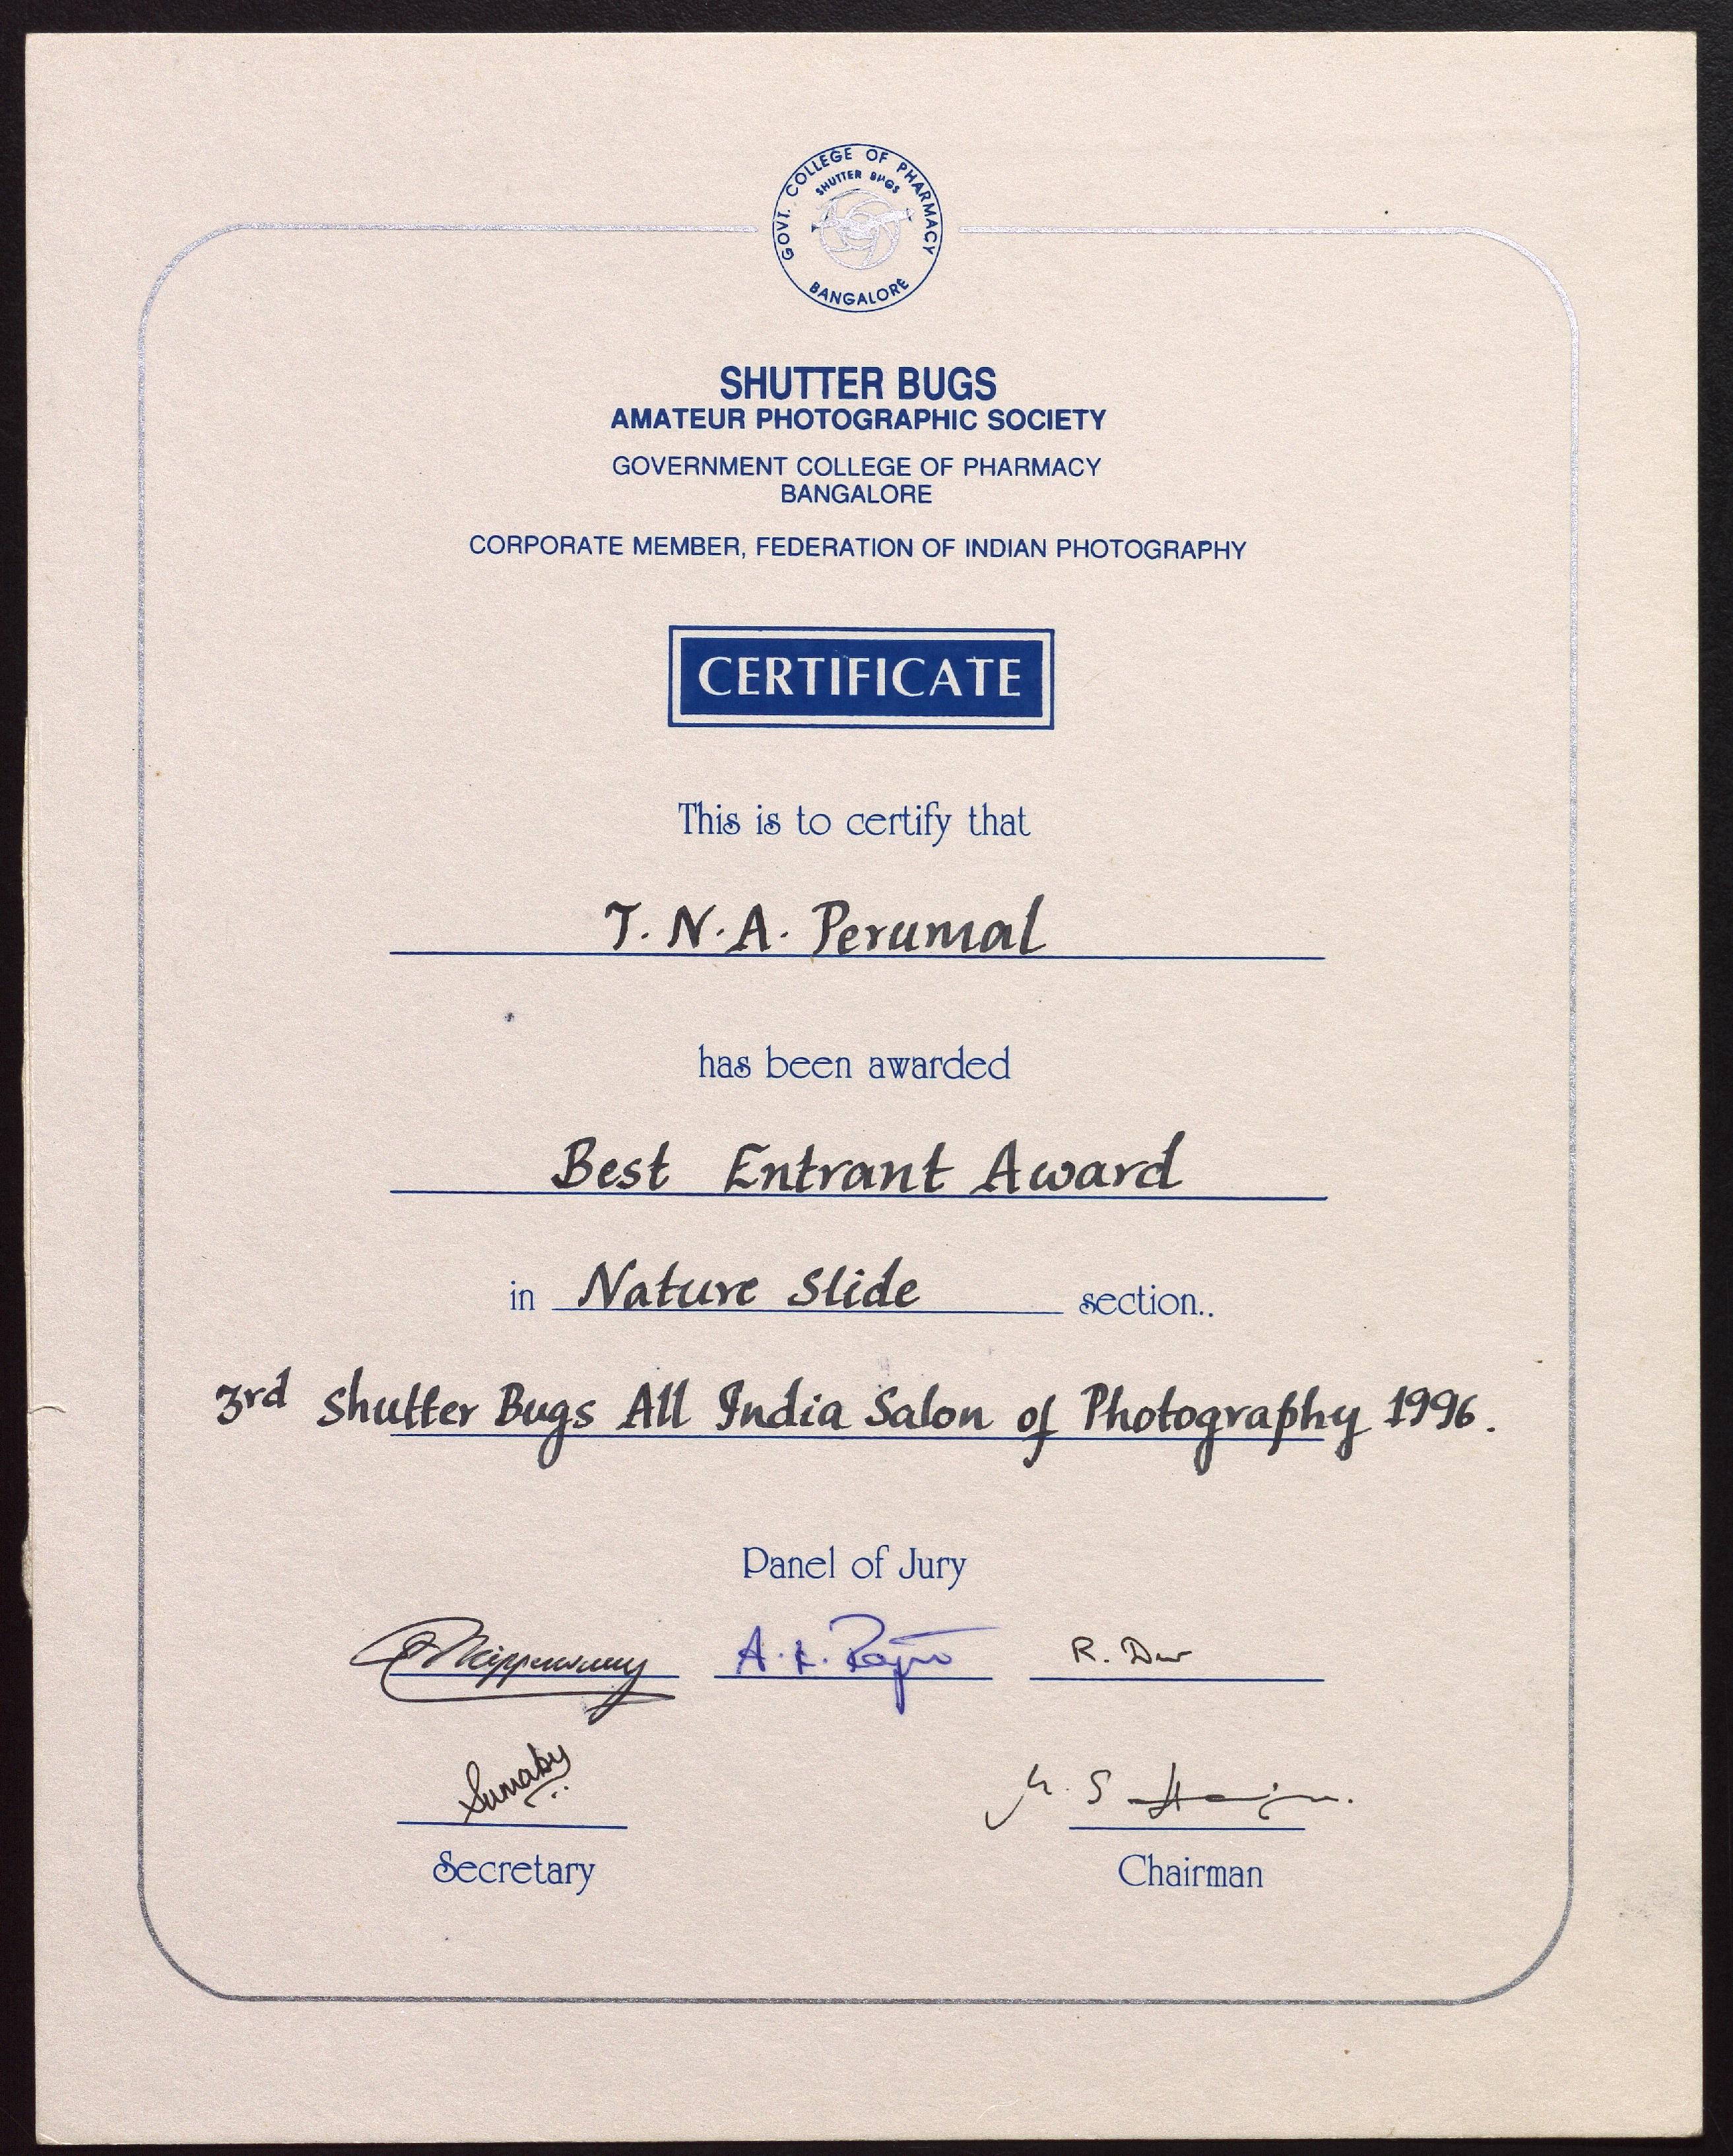 GOVT. COLLEGE OF PHARMACY
SHUTTER BUGS
BANGALORE
SHUTTER BUGS
AMATEUR PHOTOGRAPHIC SOCIETY
GOVERNMENT COLLEGE OF PHARMACY
BANGALORE
CORPORATE MEMBER, FEDERATION OF INDIAN PHOTOGRAPHY
CERTIFICATE
This is to certify that
T. N. A. Perumal
has been awarded
Best Entrant Award
in Nature Slide section..
3rd Shutter Bugs All India Salon of Photography 1996.
Panel of Jury
A. K. Raju R.
Secretary Chairman